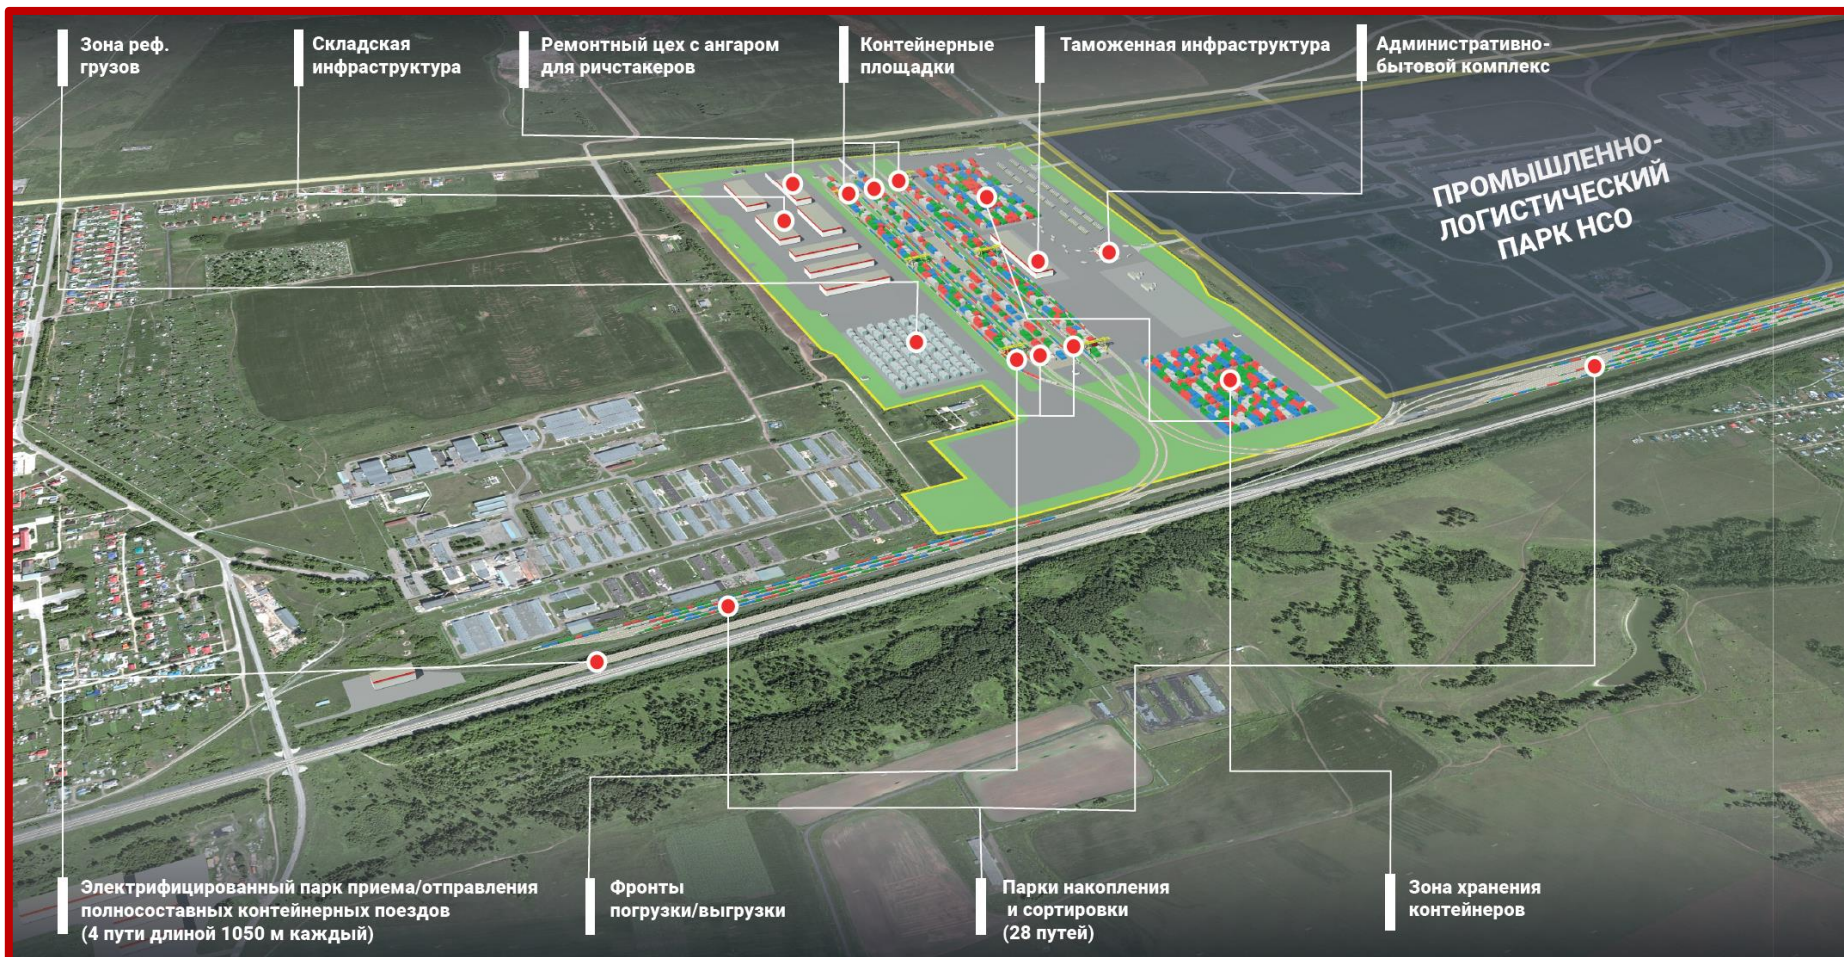 Зона реф.
грузов
Складская
инфраструктура
Ремонтный цех с ангаром
для ричстакеров
Контейнерные
площадки
Таможенная инфраструктура
Административно-
бытовой комплекс
ПРОМЫШЛЕННО-
ЛОГИСТИЧЕСКИЙ
ПАРК НСО
Электрифицированный парк приема/отправления
полносоставных контейнерных поездов
(4 пути длиной 1050 м каждый)
Фронты
погрузки/выгрузки
Парки накопления
и сортировки
(28 путей)
Зона хранения
контейнеров